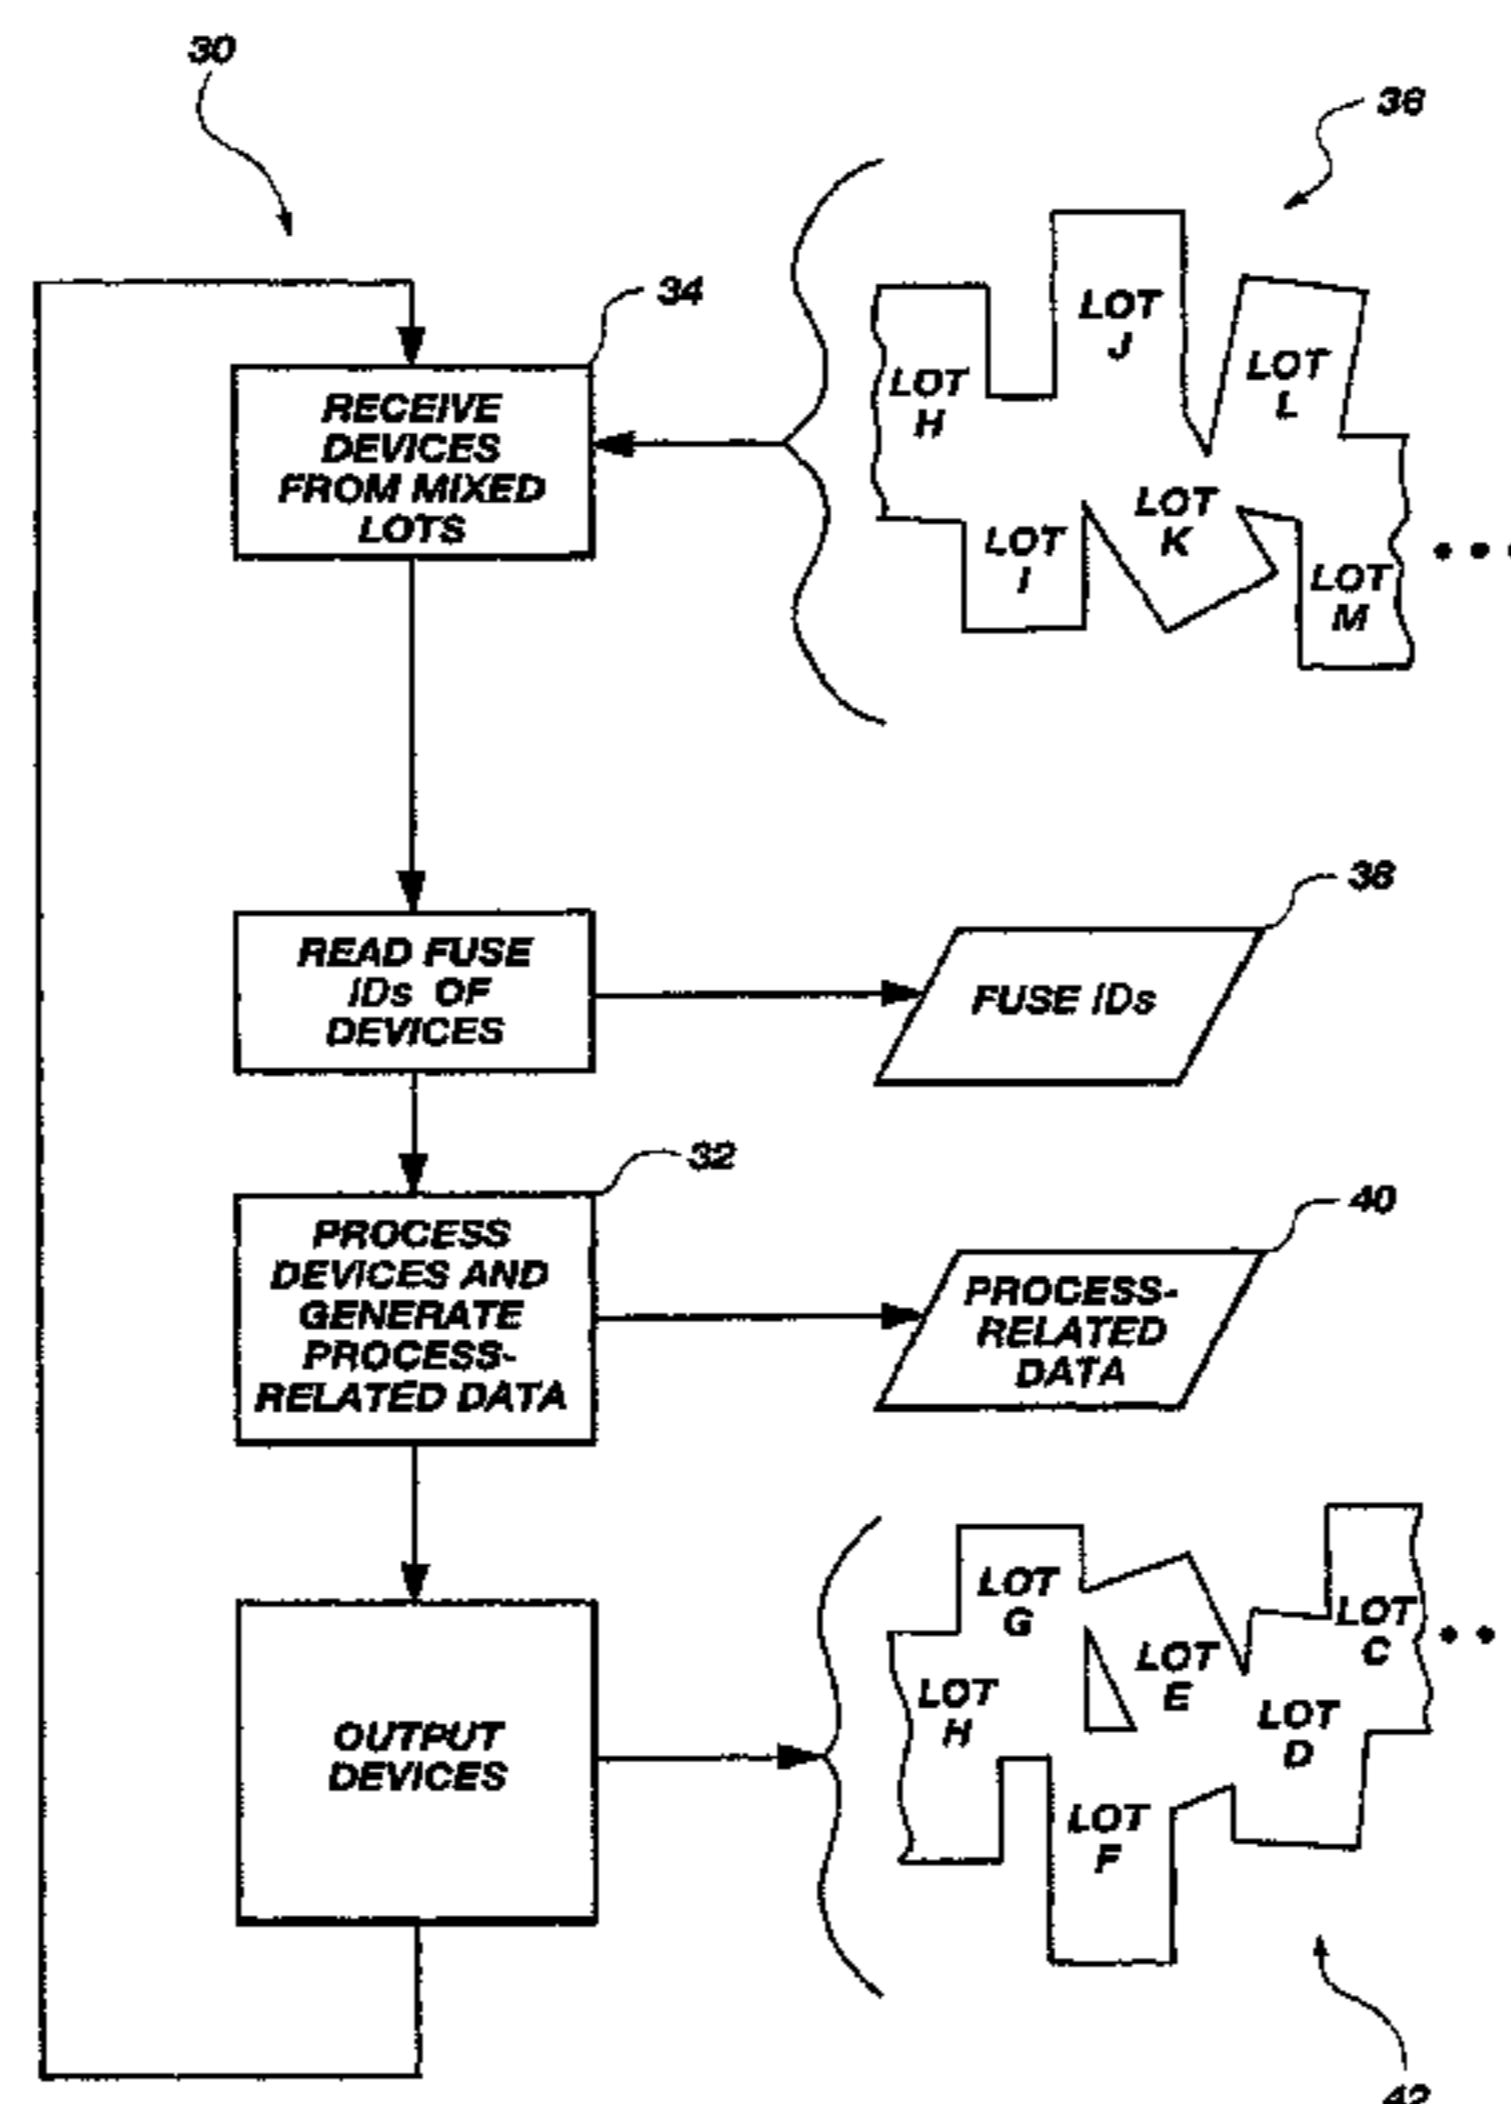 30
36
34
RECEIVE
DEVICES
FROM MIXED
LOTS
LOT
H
LOT
J
LOT
L
LOT
I
LOT
K
LOT
M
READ FUSE
IDs OF
DEVICES
38
FUSE IDs
32
PROCESS
DEVICES AND
GENERATE
PROCESS-
RELATED DATA
40
PROCESS-
RELATED
DATA
OUTPUT
DEVICES
LOT
G
LOT
H
LOT
E
LOT
C
LOT
D
LOT
F
42